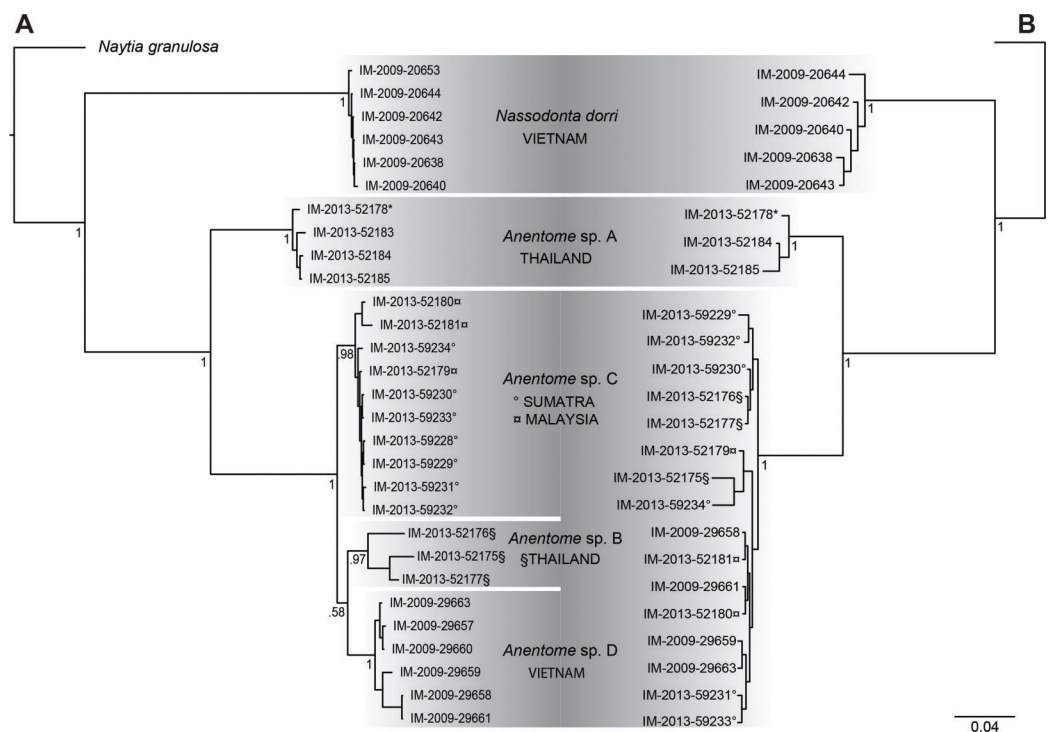 A
B
Naytia granulosa
IM-2009-20653
IM-2009-20644
IM-2009-20642
IM-2009-20643
IM-2009-20638
IM-2009-20640
1
Nassodonta dorri
VIETNAM
IM-2009-20644
IM-2009-20642
IM-2009-20640
IM-2009-20638
IM-2009-20643
1
1
1
IM-2013-52178*
IM-2013-52183
IM-2013-52184
IM-2013-52185
1
Anentome sp. A
THAILAND
IM-2013-52178*
IM-2013-52184
IM-2013-52185
1
1
1
IM-2013-52180¤
IM-2013-52181¤
IM-2013-59234°
IM-2013-52179¤
IM-2013-59230°
IM-2013-59233°
IM-2013-59228°
IM-2013-59229°
IM-2013-59231°
IM-2013-59232°
.98
Anentome sp. C
° SUMATRA
¤ MALAYSIA
1
IM-2013-52176§
IM-2013-52175§
IM-2013-52177§
.97
Anentome sp. B
§THAILAND
.58
IM-2009-29663
IM-2009-29657
IM-2009-29660
IM-2009-29659
IM-2009-29658
IM-2009-29661
1
Anentome sp. D
VIETNAM
IM-2013-59229°
IM-2013-59232°
IM-2013-59230°
IM-2013-52176§
IM-2013-52177§
IM-2013-52179¤
IM-2013-52175§
IM-2013-59234°
IM-2009-29658
IM-2013-52181¤
IM-2009-29661
IM-2013-52180¤
IM-2009-29659
IM-2009-29663
IM-2013-59231°
IM-2013-59233°
1
0.04